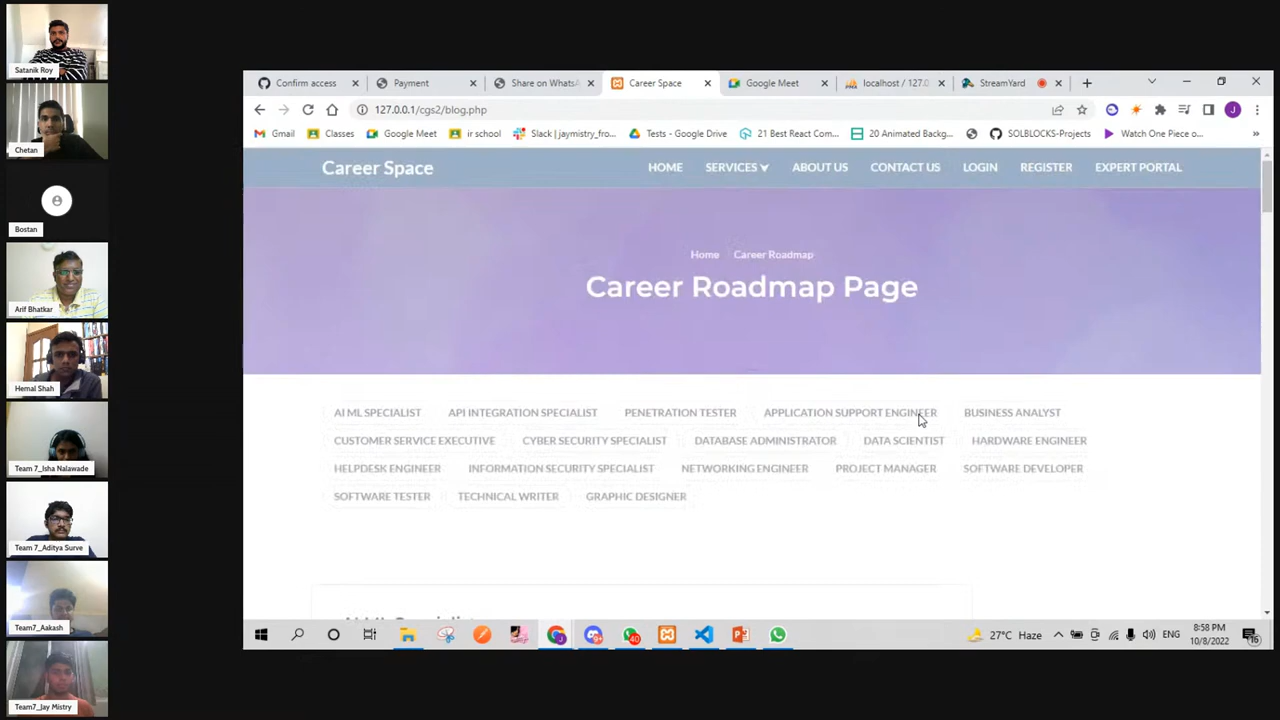 Satanik Roy
Chetan
Bostan
Arif Bhatkar
Hemal Shah
Team 7_Isha Nalawade
Team 7_Aditya Surve
Team7_Aakash
Team7_Jay Mistry
Confirm access
Payment
Share on WhatsA
Career Space
Google Meet
localhost / 127.0
StreamYard
127.0.0.1/cgs2/blog.php
J
Gmail
Classes
Google Meet
ir school
Slack | jaymistry_fro...
Tests - Google Drive
21 Best React Com...
20 Animated Backg...
SOLBLOCKS-Projects
Watch One Piece o...
»
Career Space
HOME
SERVICES
ABOUT US
CONTACT US
LOGIN
REGISTER
EXPERT PORTAL
Home Career Roadmap
Career Roadmap Page
AI ML SPECIALIST API INTEGRATION SPECIALIST PENETRATION TESTER APPLICATION SUPPORT ENGINEER BUSINESS ANALYST
CUSTOMER SERVICE EXECUTIVE CYBER SECURITY SPECIALIST DATABASE ADMINISTRATOR DATA SCIENTIST HARDWARE ENGINEER
HELPDESK ENGINEER INFORMATION SECURITY SPECIALIST NETWORKING ENGINEER PROJECT MANAGER SOFTWARE DEVELOPER
SOFTWARE TESTER TECHNICAL WRITER GRAPHIC DESIGNER
40
27°C Haze
ENG
8:58 PM
10/8/2022